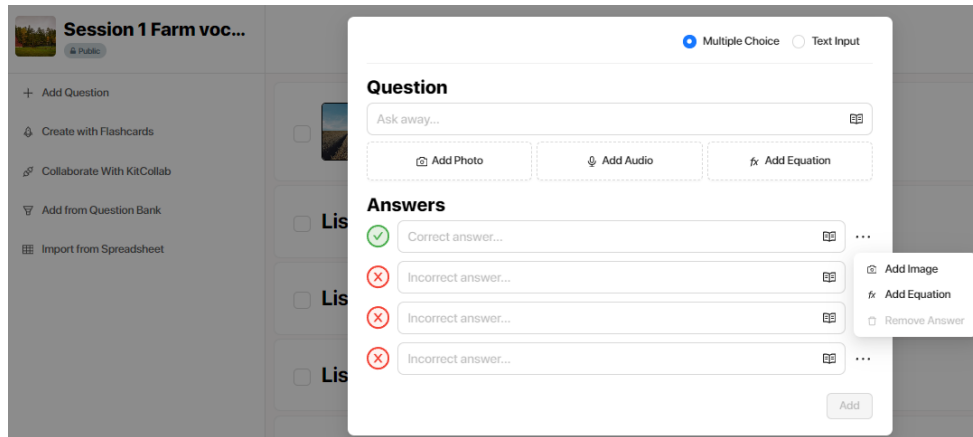 Session 1 Farm voc...
Public
Add Question
Create with Flashcards
Collaborate With KitCollab
Add from Question Bank
Import from Spreadsheet
Lis
Lis
Lis
Multiple Choice
Text Input
Question
Ask away...
Add Photo
Add Audio
fx Add Equation
Answers
Correct answer...
Incorrect answer...
Incorrect answer...
Incorrect answer...
Add Image
fx Add Equation
Remove Answer
Add